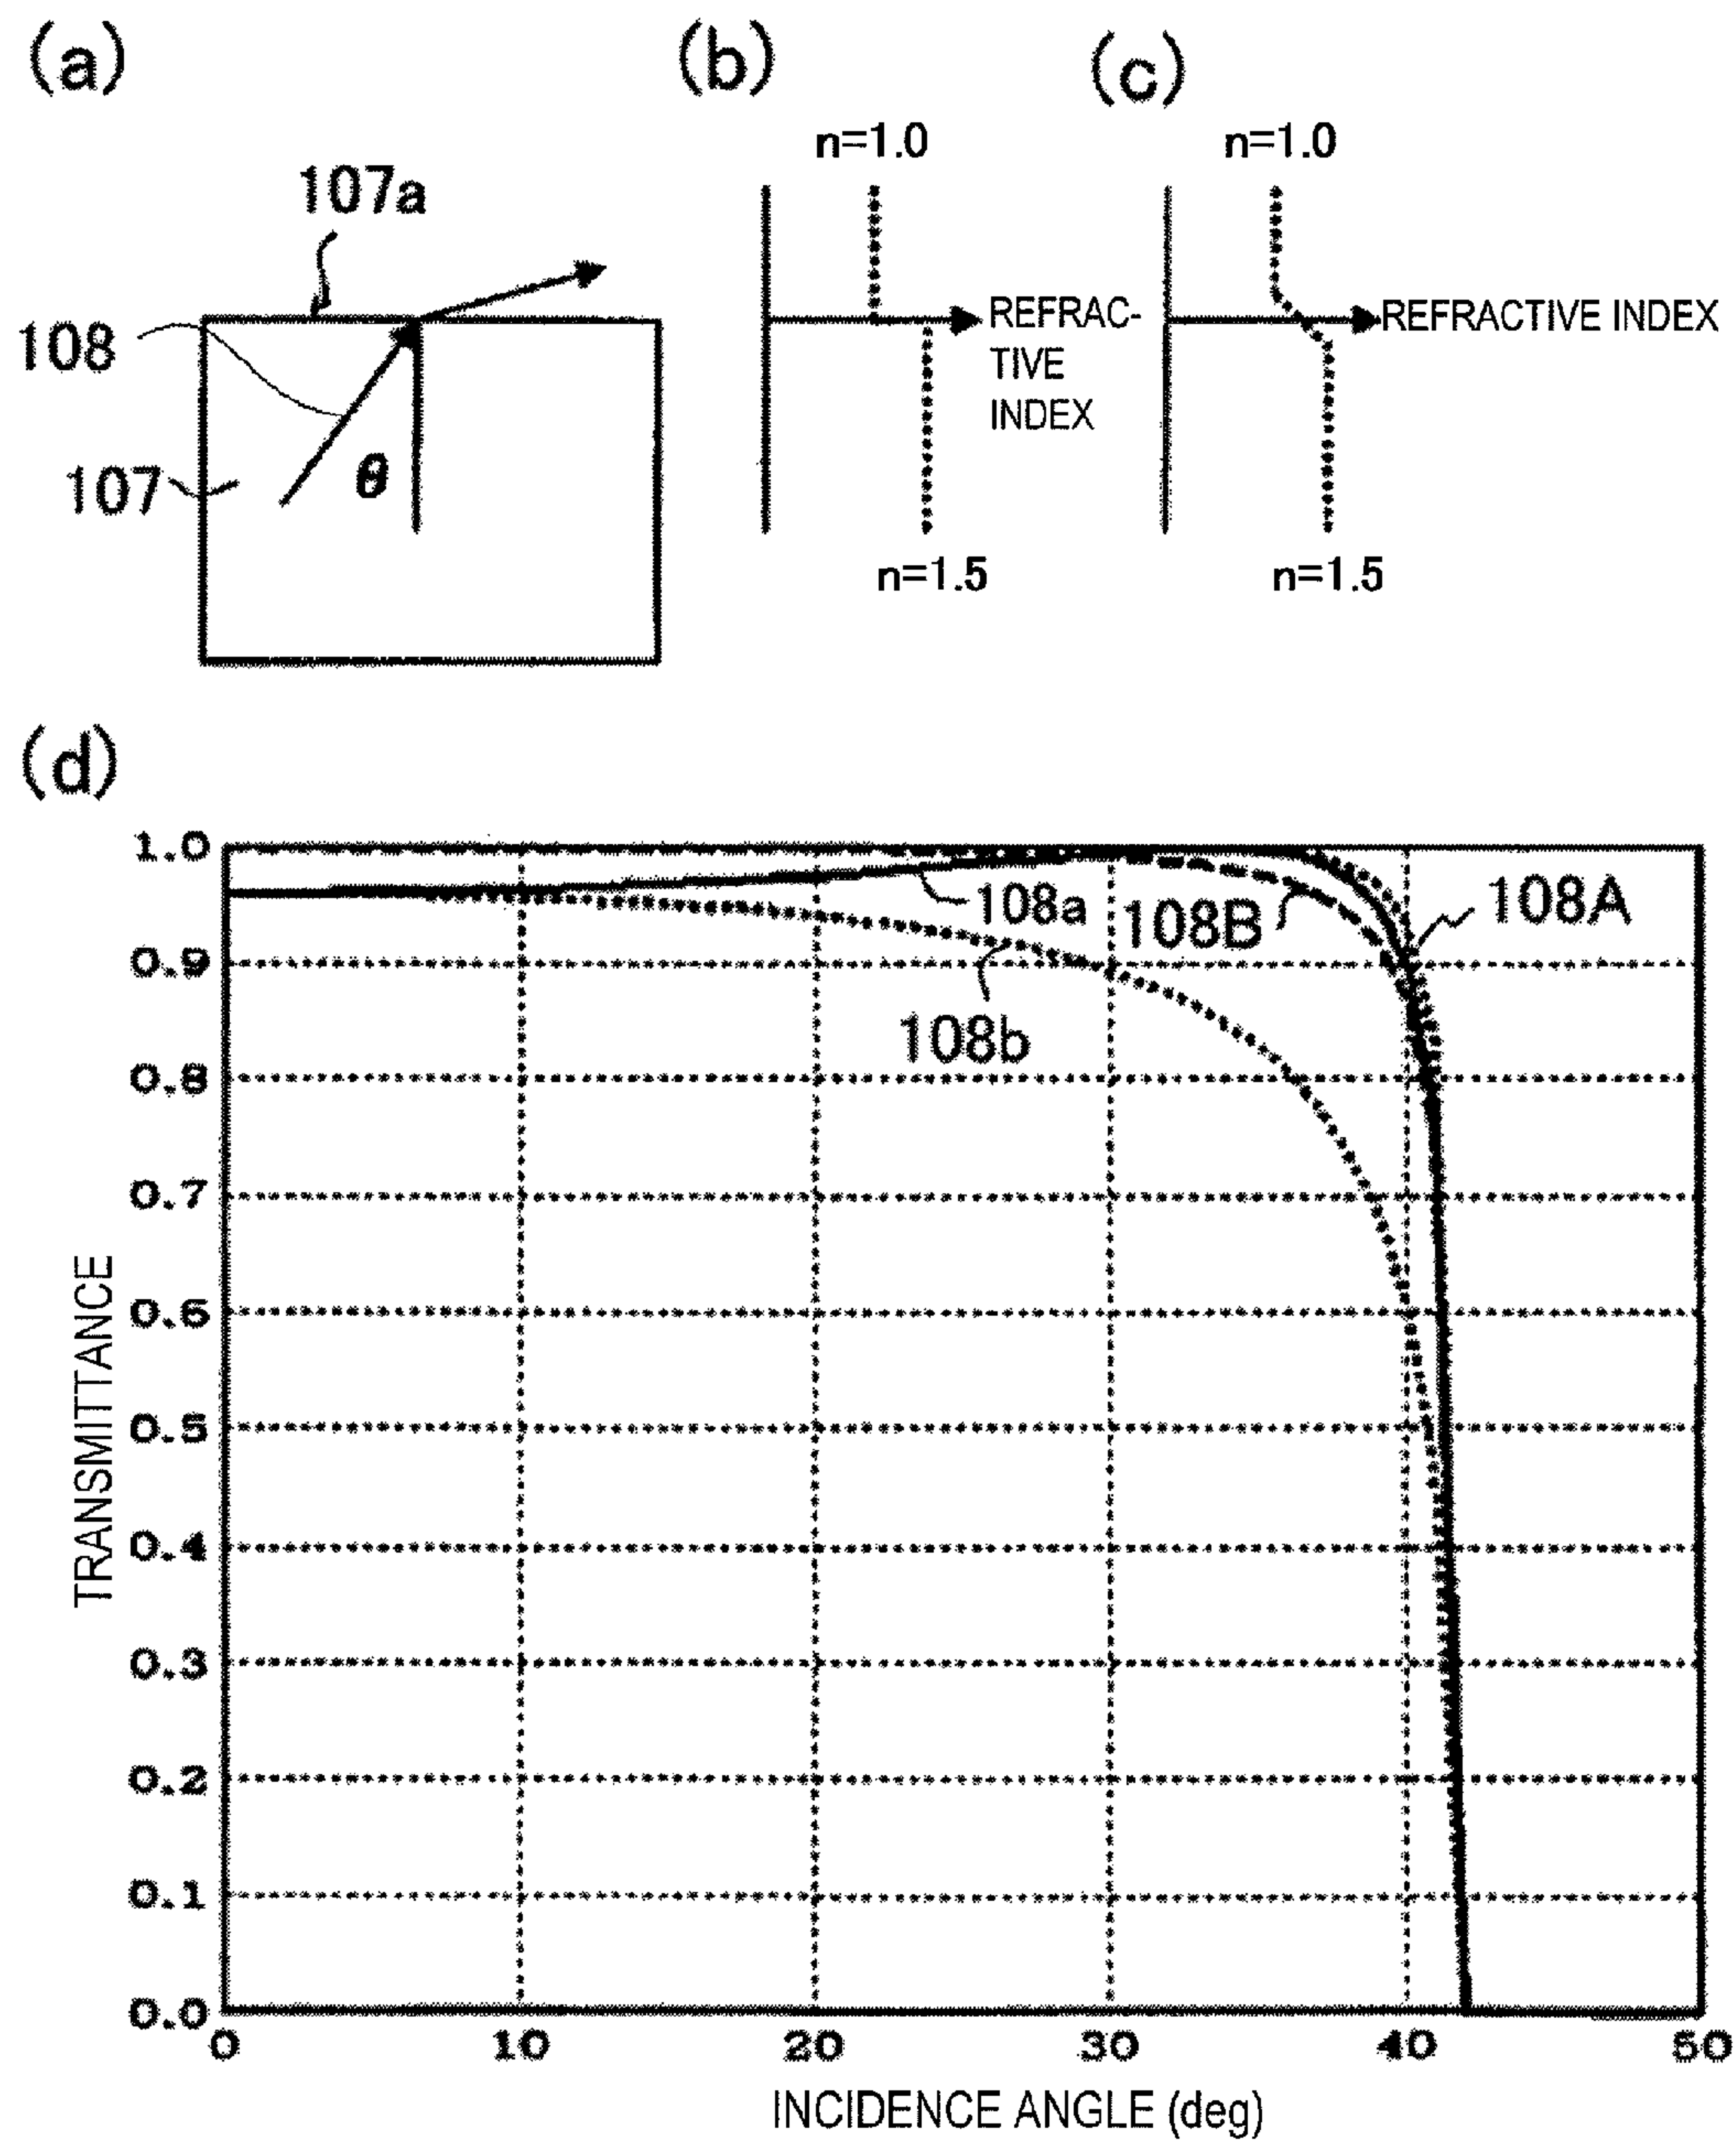 (a)
107a
108
107
θ
(b)
n=1.0
REFRAC-
TIVE
INDEX
n=1.5
(c)
n=1.0
REFRACTIVE INDEX
n=1.5
(d)
TRANSMITTANCE
1.0
0.9
0.8
0.7
0.6
0.5
0.4
0.3
0.2
0.1
0.0
108a
108B
108A
108b
0 10 20 30 40 50
INCIDENCE ANGLE (deg)